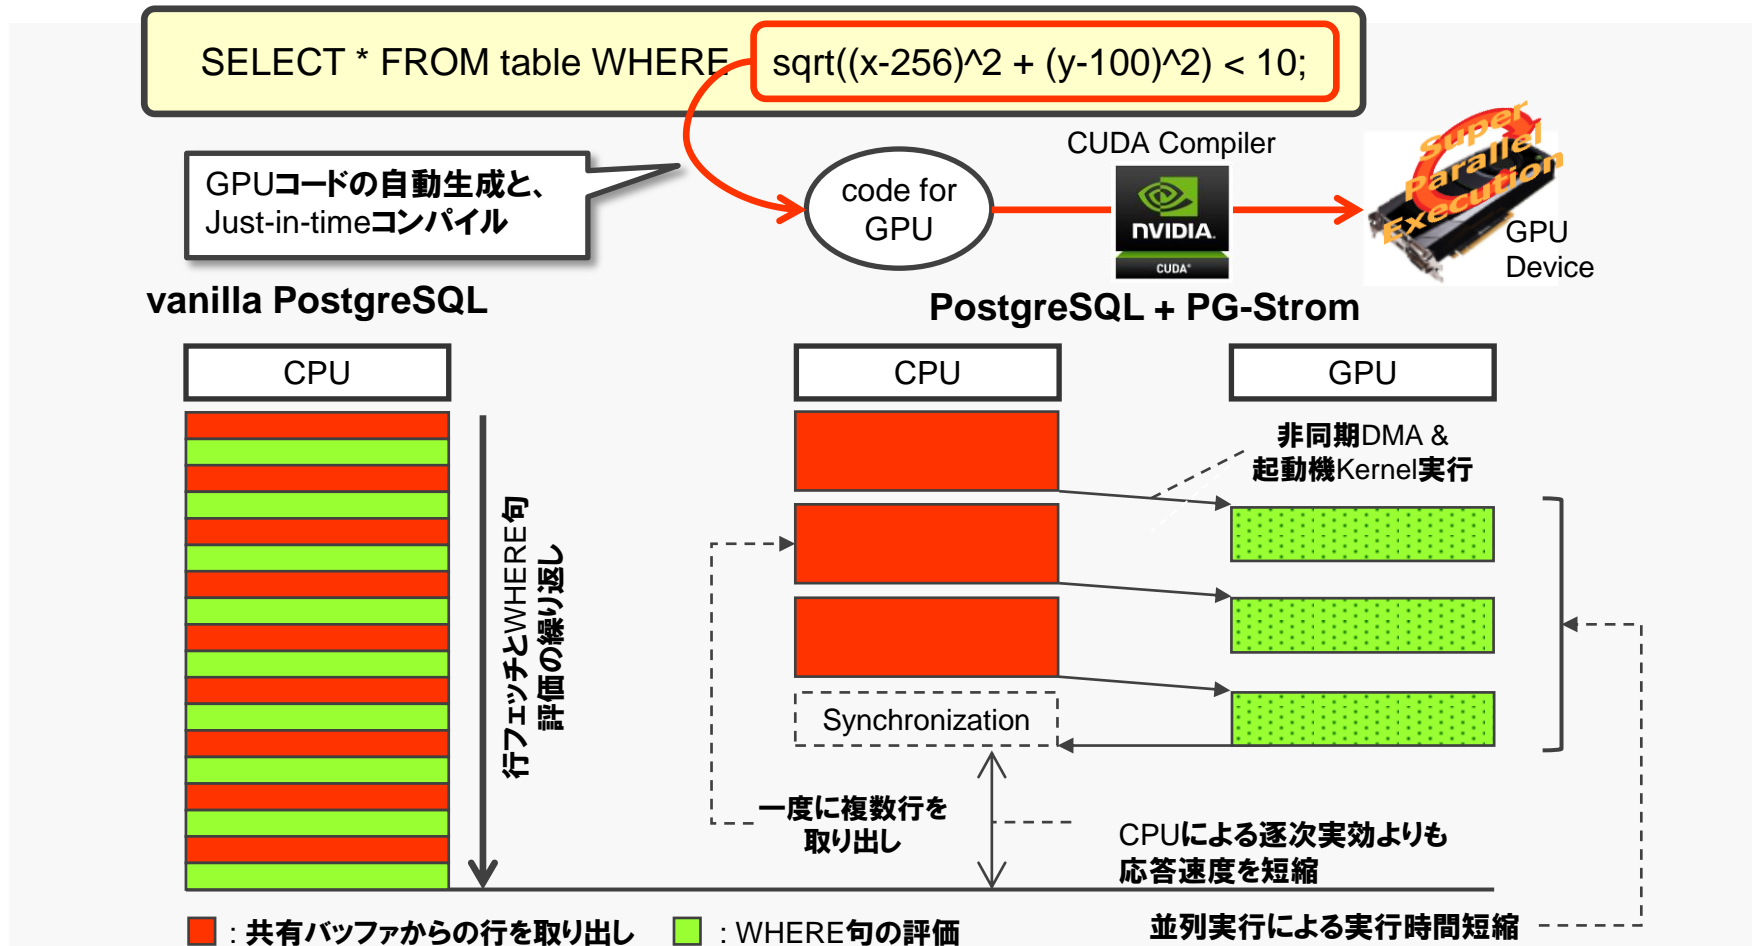 SELECT * FROM table WHERE sqrt((x-256)^2 + (y-100)^2) < 10;
GPUコードの自動生成と、
Just-in-timeコンパイル
code for
GPU
CUDA Compiler
NVIDIA.
CUDA
Super
Parallel
Execution
GPU
Device
vanilla PostgreSQL
PostgreSQL + PG-Strom
CPU
CPU
GPU
行フェッチとWHERE句
評価の繰り返し
非同期DMA &
起動機Kernel実行
Synchronization
一度に複数行を
取り出し
CPUによる逐次実効よりも
応答速度を短縮
並列実行による実行時間短縮
: 共有バッファからの行を取り出し
: WHERE句の評価